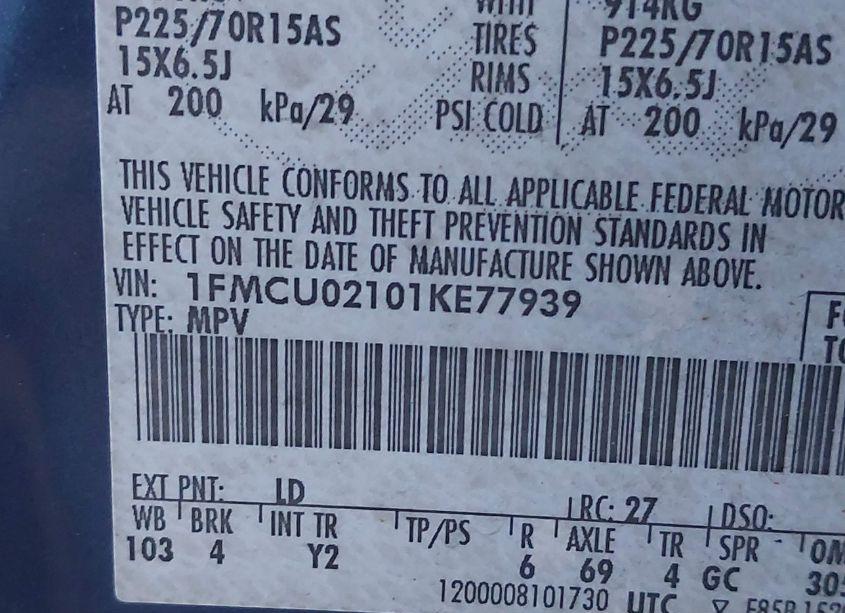 914KG
P225/70R15AS TIRES P225/70R15AS
15X6.5J RIMS 15X6.5J
AT 200 kPa/29 PSI COLD AT 200 kPa/29
THIS VEHICLE CONFORMS TO ALL APPLICABLE FEDERAL MOTOR
VEHICLE SAFETY AND THEFT PREVENTION STANDARDS IN
EFFECT ON THE DATE OF MANUFACTURE SHOWN ABOVE.
VIN: 1FMCU02101KE77939
TYPE: MPV
EXT PNT: LD RC: 27 DSO:
WB BRK INT TR TP/PS R AXLE TR SPR
103 4 Y2 6 69 4 GC
1200008101730 UTC